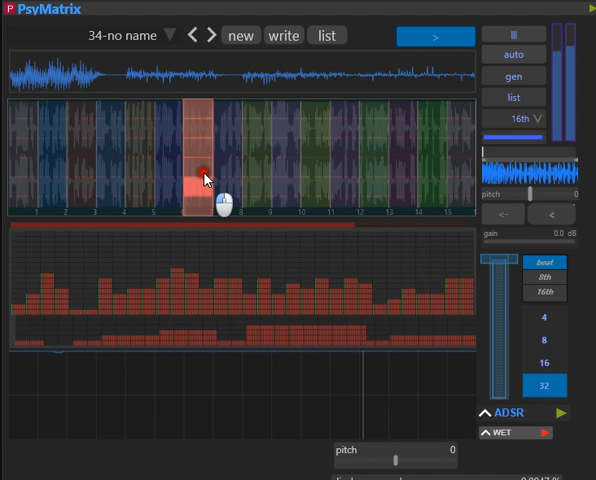 P PsyMatrix
34-no name
new write list
>
auto
gen
list
16th
1 2 3 4 5 8 9 10 11 12 13 14 15
pitch 0
<- <
gain 0.0 dB
beat
8th
16th
4
8
16
32
ADSR
WET
pitch 0